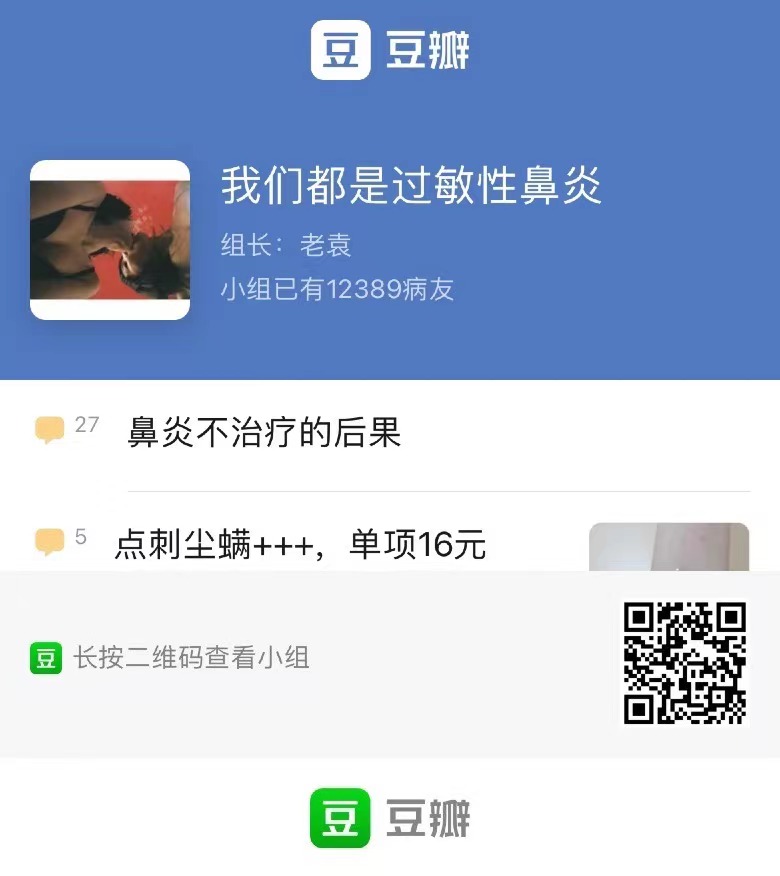 豆 豆瓣
我们都是过敏性鼻炎
组长：老袁
小组已有12389病友
27 鼻炎不治疗的后果
5 点刺尘螨+++，单项16元
豆 长按二维码查看小组
豆 豆瓣